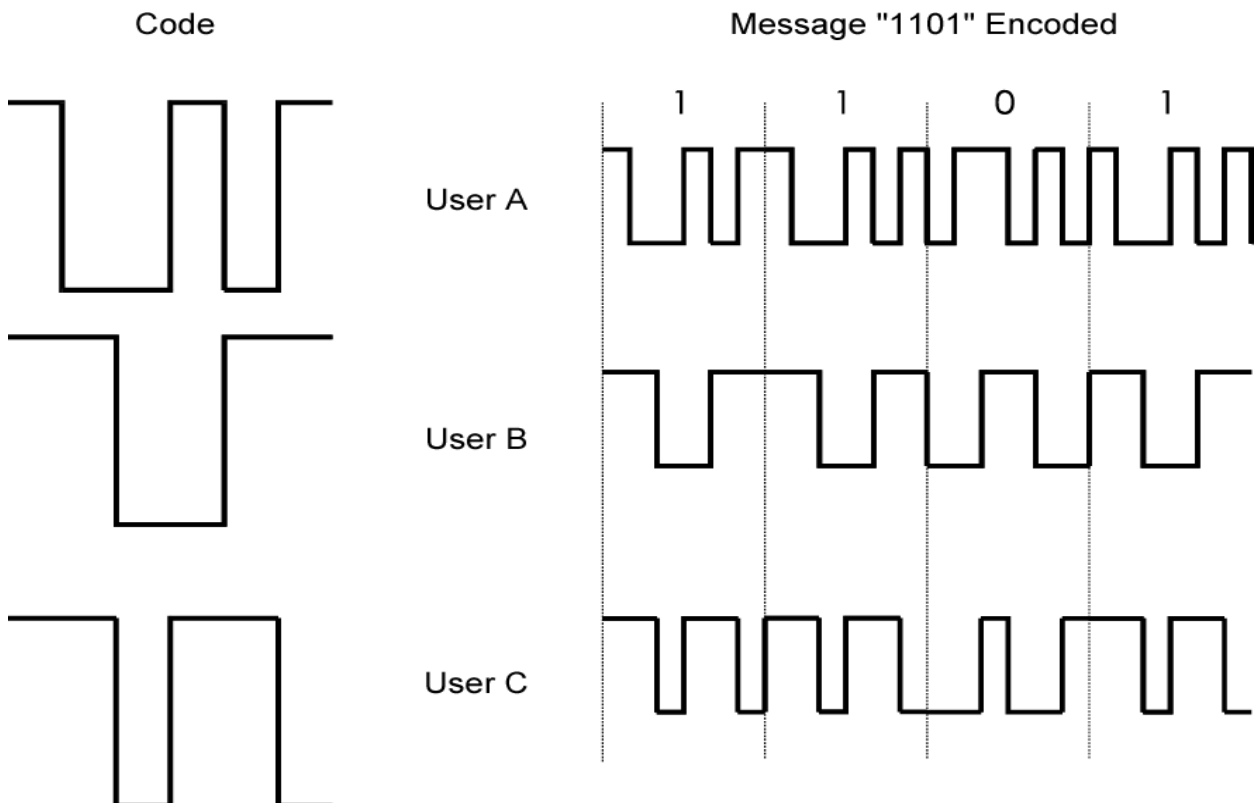 Code
Message "1101" Encoded
1 1 0 1
User A
User B
User C